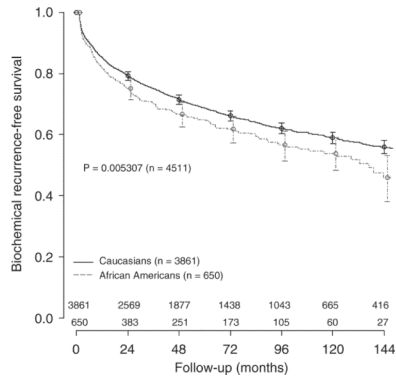 Biochemical recurrence-free survival
1.0
0.8
0.6
0.4
0.2
0.0
P = 0.005307 (n = 4511)
Caucasians (n = 3861)
African Americans (n = 650)
3861 2569 1877 1438 1043 665 416
650 383 251 173 105 60 27
0 24 48 72 96 120 144
Follow-up (months)